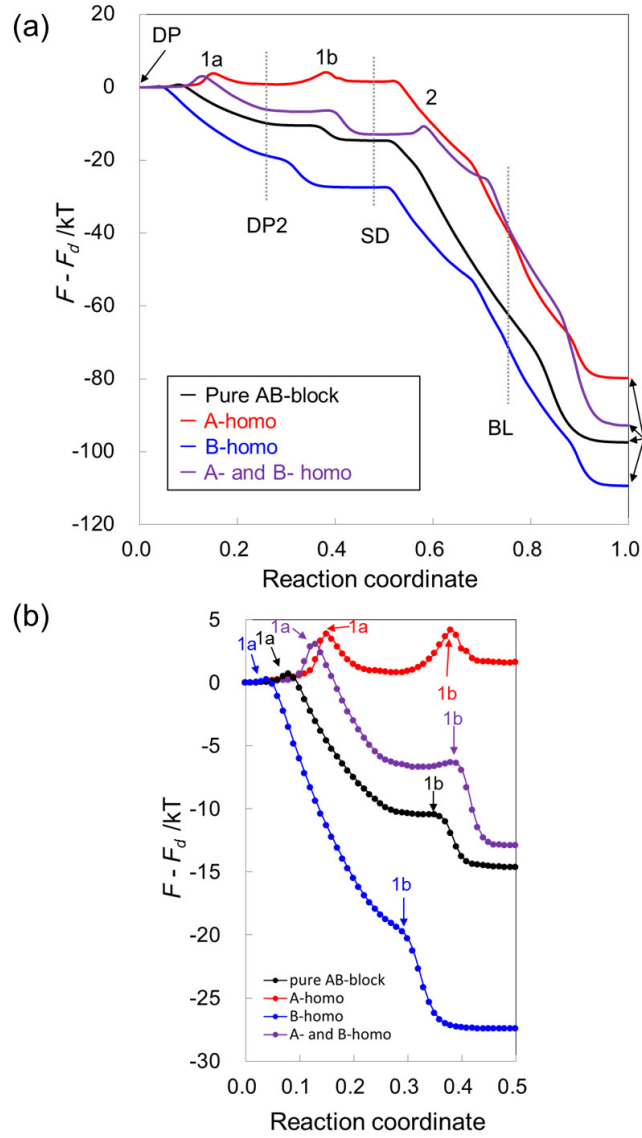 (a)
20
0
-20
-40
-60
-80
-100
-120
F - F_d /kT
DP
1a
1b
2
DP2
SD
BL
Pure AB-block
A-homo
B-homo
A- and B- homo
0.0 0.2 0.4 0.6 0.8 1.0
Reaction coordinate
(b)
5
0
-5
-10
-15
-20
-25
-30
F - F_d /kT
1a
1a
1a
1a
1b
1b
1b
1b
pure AB-block
A-homo
B-homo
A- and B-homo
0.0 0.1 0.2 0.3 0.4 0.5
Reaction coordinate